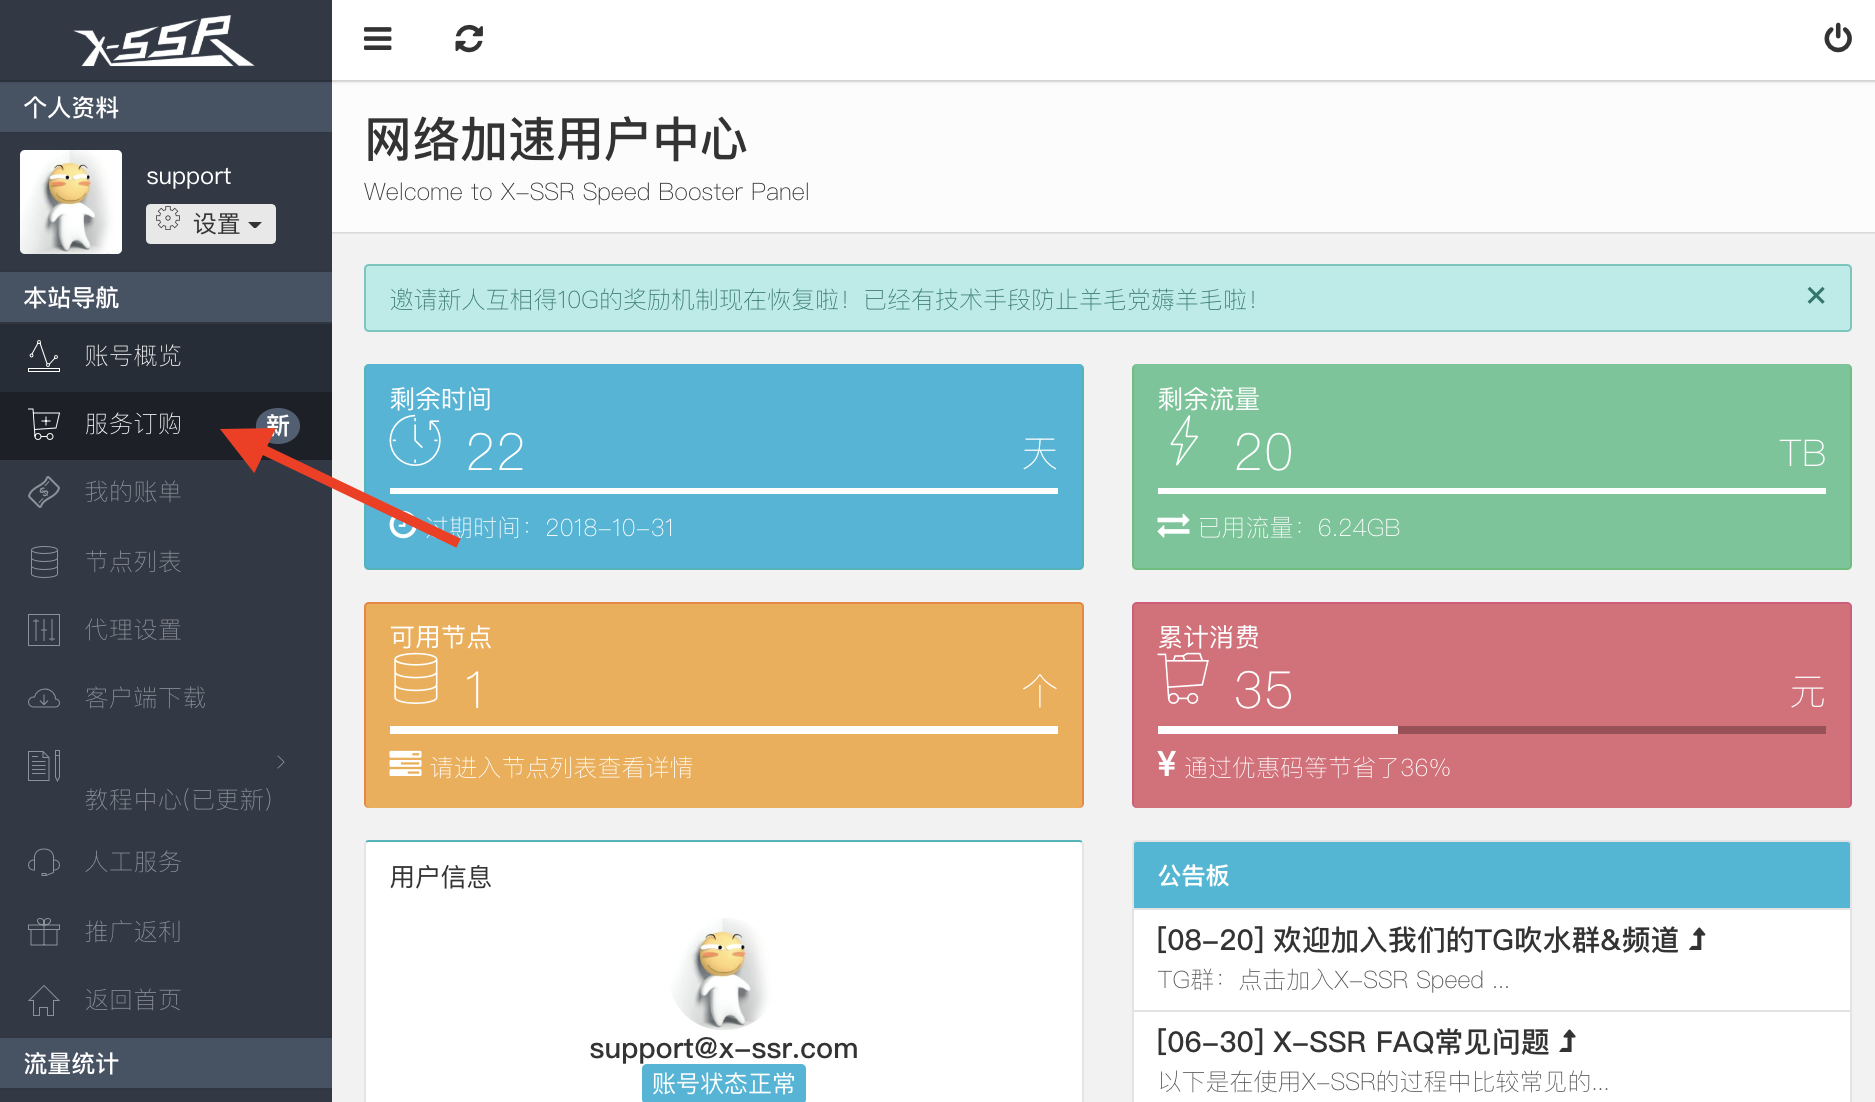 X-SSR
个人资料
support
设置
本站导航
账号概览
服务订购
新
我的账单
节点列表
代理设置
客户端下载
教程中心(已更新)
人工服务
推广返利
返回首页
流量统计
网络加速用户中心
Welcome to X-SSR Speed Booster Panel
邀请新人互相得10G的奖励机制现在恢复啦！已经有技术手段防止羊毛党薅羊毛啦！
剩余时间
22 天
过期时间：2018-10-31
剩余流量
20 TB
已用流量：6.24GB
可用节点
1 个
请进入节点列表查看详情
累计消费
35 元
¥ 通过优惠码等节省了36%
用户信息
support@x-ssr.com
账号状态正常
公告板
[08-20] 欢迎加入我们的TG吹水群&频道
TG群：点击加入X-SSR Speed ...
[06-30] X-SSR FAQ常见问题
以下是在使用X-SSR的过程中比较常见的...